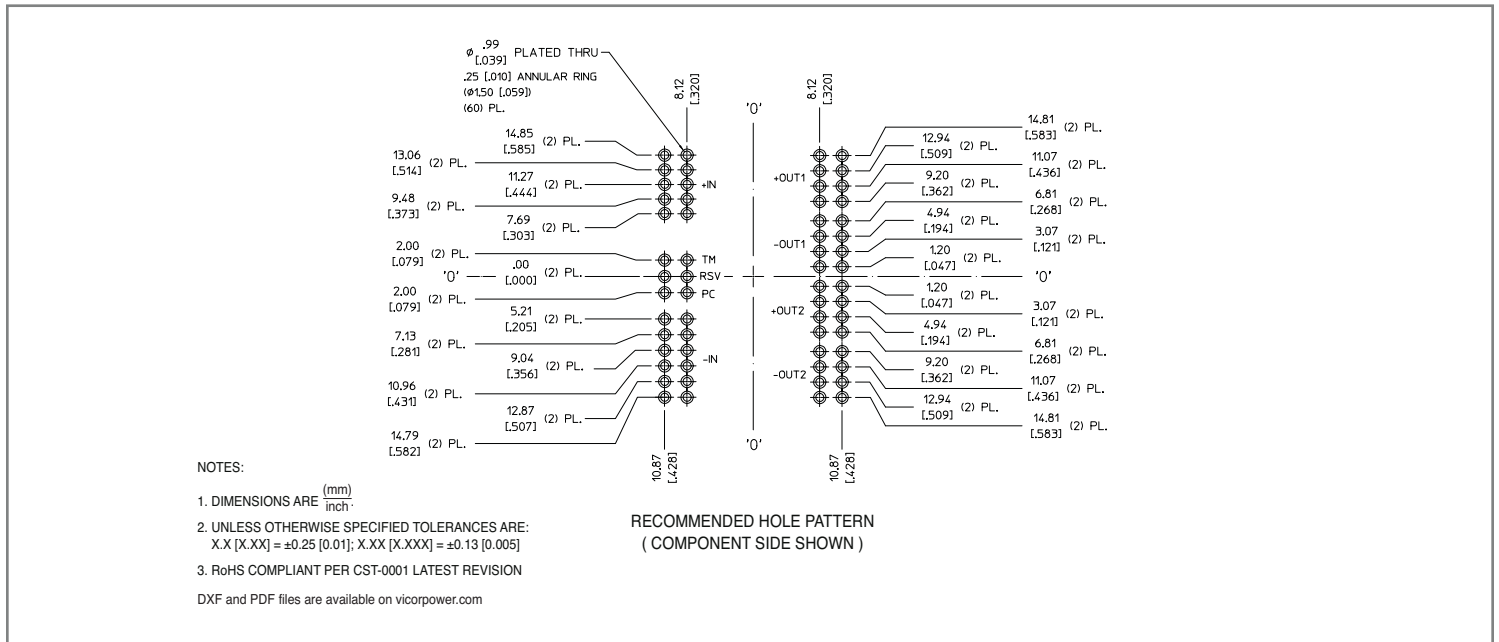 ø .99 PLATED THRU
[.039]
.25 [.010] ANNULAR RING
(ø1.50 [.059])
(60) PL.
8.12
[.320]
'0'
8.12
[.320]
14.85
[.585] (2) PL.
13.06
[.514] (2) PL.
11.27
[.444] (2) PL.
9.48
[.373] (2) PL.
7.69
[.303] (2) PL.
2.00
[.079] (2) PL.
'0'
.00
[.000] (2) PL.
2.00
[.079] (2) PL.
5.21
[.205] (2) PL.
7.13
[.281] (2) PL.
9.04
[.356] (2) PL.
10.96
[.431] (2) PL.
12.87
[.507] (2) PL.
14.79
[.582] (2) PL.
+IN
TM
RSV
PC
-IN
10.87
[.428]
'0'
+OUT1
-OUT1
+OUT2
-OUT2
10.87
[.428]
14.81
[.583] (2) PL.
12.94
[.509] (2) PL.
11.07
[.436] (2) PL.
9.20
[.362] (2) PL.
6.81
[.268] (2) PL.
4.94
[.194] (2) PL.
3.07
[.121] (2) PL.
1.20
[.047] (2) PL.
'0'
1.20
[.047] (2) PL.
3.07
[.121] (2) PL.
4.94
[.194] (2) PL.
6.81
[.268] (2) PL.
9.20
[.362] (2) PL.
11.07
[.436] (2) PL.
12.94
[.509] (2) PL.
14.81
[.583] (2) PL.
RECOMMENDED HOLE PATTERN
( COMPONENT SIDE SHOWN )
NOTES:
1. DIMENSIONS ARE (mm)
inch.
2. UNLESS OTHERWISE SPECIFIED TOLERANCES ARE:
X.X [X.XX] = ±0.25 [0.01]; X.XX [X.XXX] = ±0.13 [0.005]
3. RoHS COMPLIANT PER CST-0001 LATEST REVISION
DXF and PDF files are available on vicorpower.com